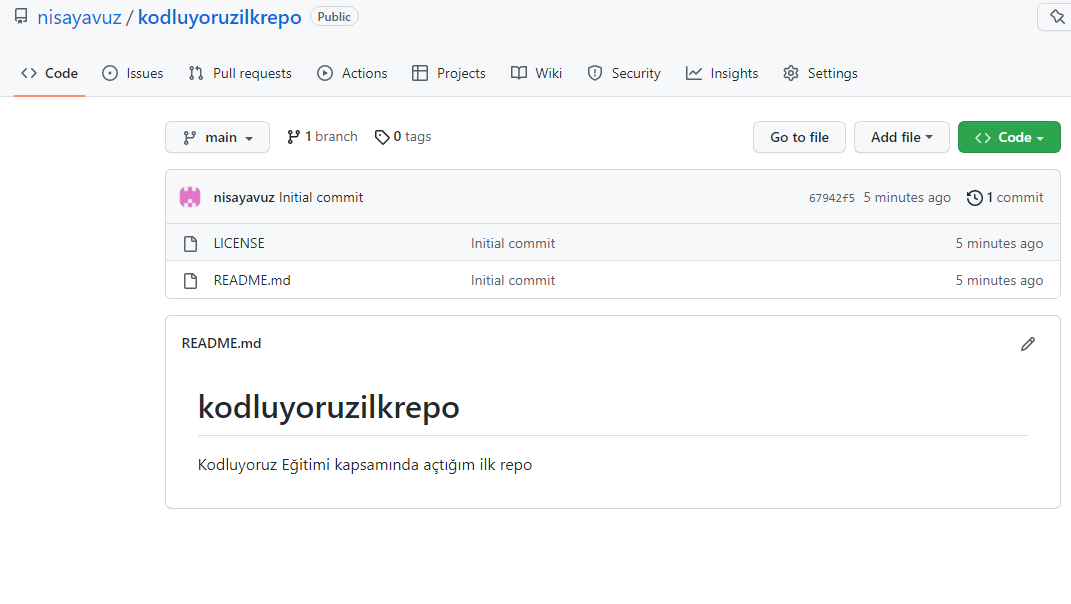 nisayavuz / kodluyoruzilkrepo Public
Code Issues Pull requests Actions Projects Wiki Security Insights Settings
main 1 branch 0 tags Go to file Add file Code
nisayavuz Initial commit 67942f5 5 minutes ago 1 commit
LICENSE Initial commit 5 minutes ago
README.md Initial commit 5 minutes ago
README.md
kodluyoruzilkrepo
Kodluyoruz Eğitimi kapsamında açtığım ilk repo